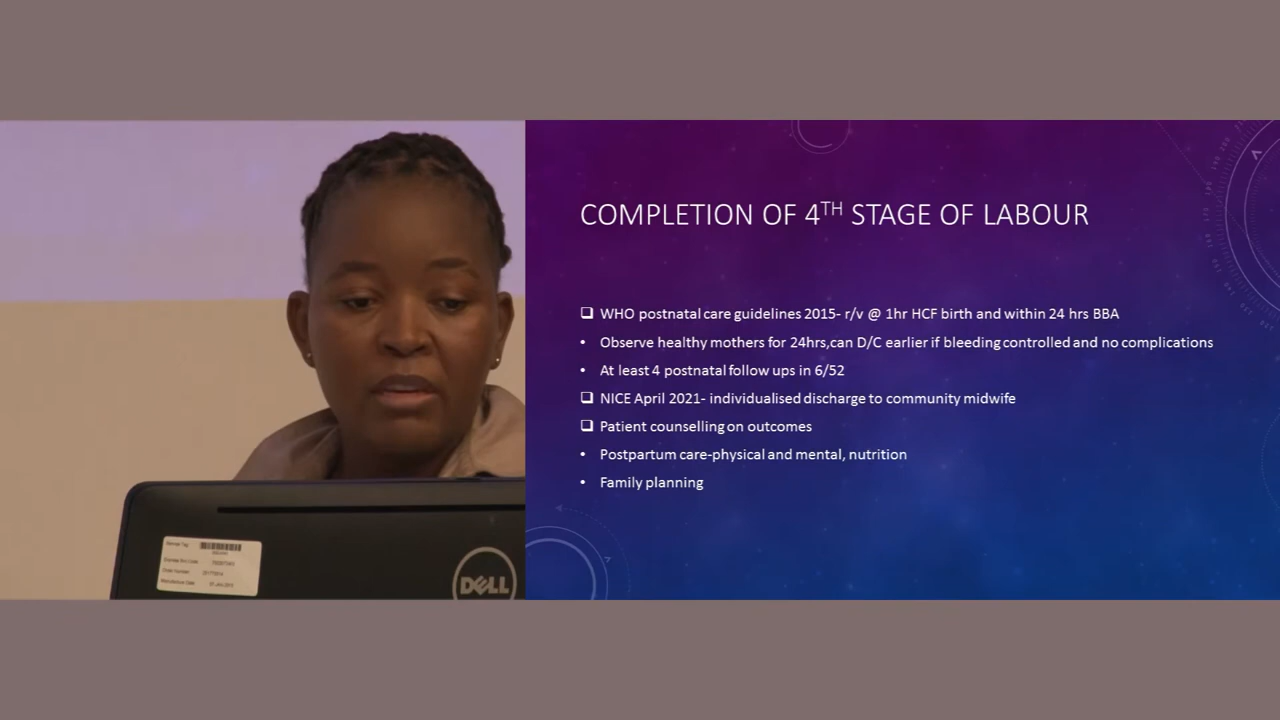 COMPLETION OF 4TH STAGE OF LABOUR
WHO postnatal care guidelines 2015- r/v @ 1hr HCF birth and within 24 hrs BBA
Observe healthy mothers for 24hrs,can D/C earlier if bleeding controlled and no complications
At least 4 postnatal follow ups in 6/52
NICE April 2021- individualised discharge to community midwife
Patient counselling on outcomes
Postpartum care-physical and mental, nutrition
Family planning
DELL